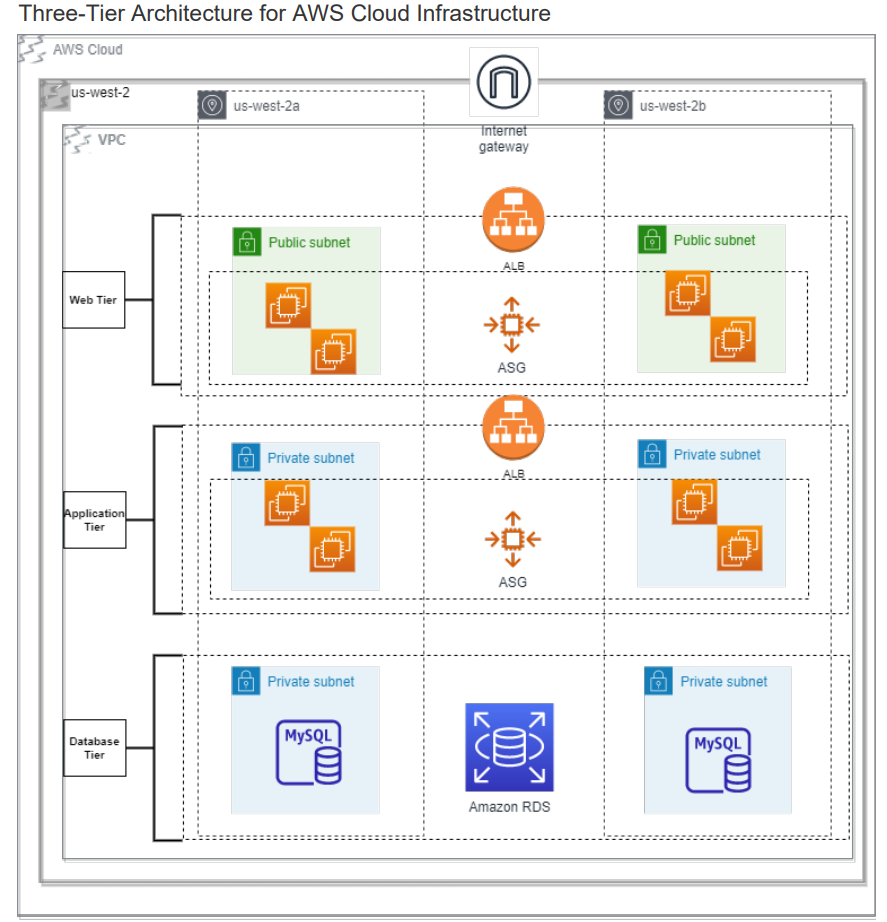 Three-Tier Architecture for AWS Cloud Infrastructure
AWS Cloud
us-west-2
us-west-2a
us-west-2b
Internet
gateway
VPC
Public subnet
ALB
Public subnet
Web Tier
ASG
Private subnet
ALB
Private subnet
Application
Tier
ASG
Private subnet
Private subnet
Database
Tier
MySQL
MySQL
Amazon RDS